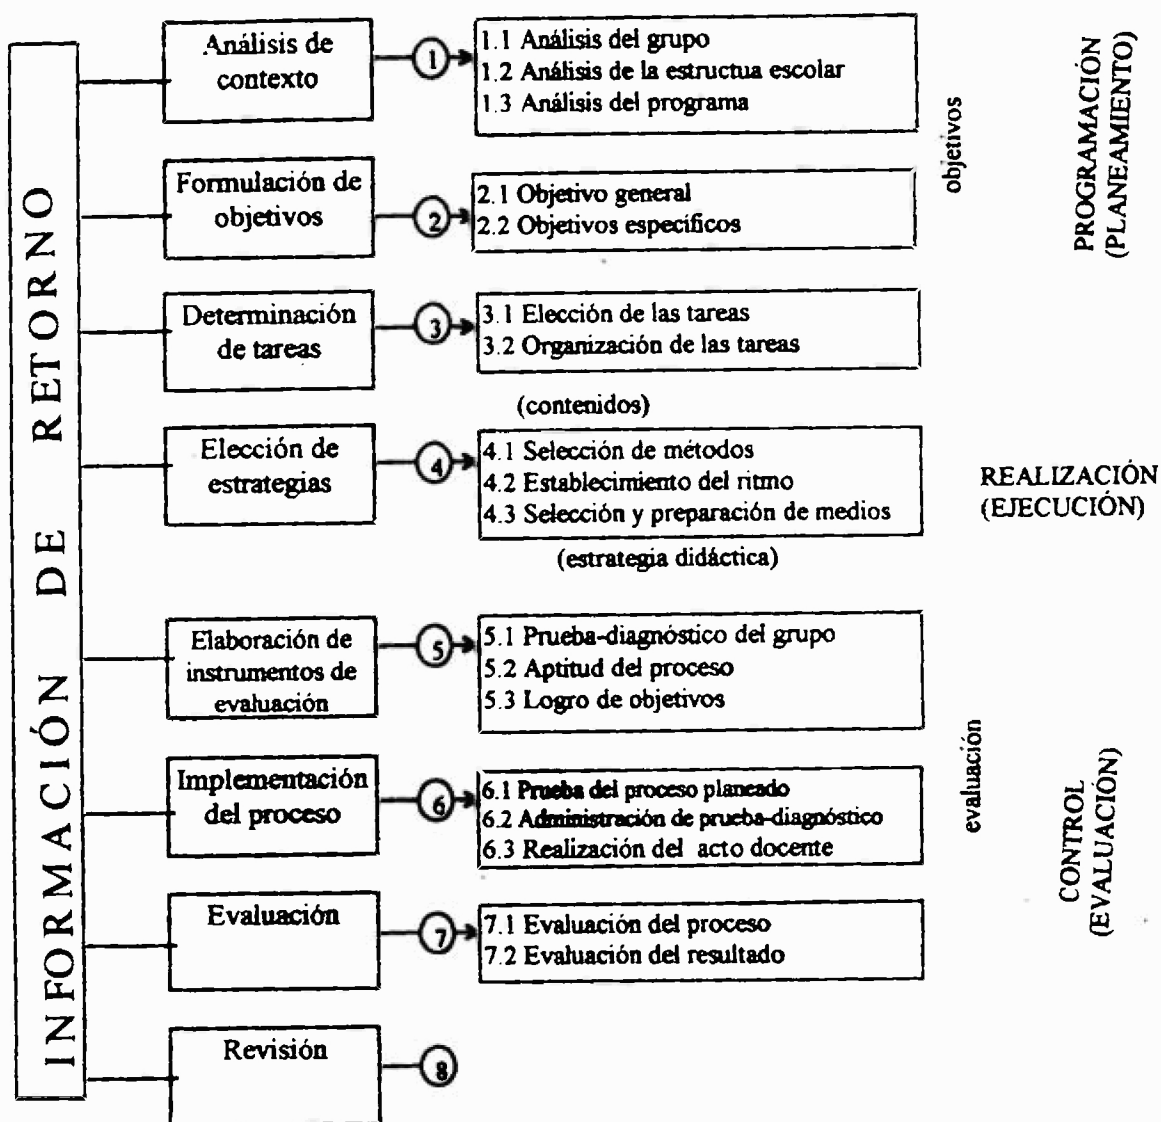 INFORMACIÓN DE RETORNO
Análisis de
contexto
1
1.1 Análisis del grupo
1.2 Análisis de la estructua escolar
1.3 Análisis del programa
objetivos
PROGRAMACIÓN
(PLANEAMIENTO)
Formulación de
objetivos
2
2.1 Objetivo general
2.2 Objetivos específicos
Determinación
de tareas
3
3.1 Elección de las tareas
3.2 Organización de las tareas
(contenidos)
Elección de
estrategias
4
4.1 Selección de métodos
4.2 Establecimiento del ritmo
4.3 Selección y preparación de medios
(estrategia didáctica)
REALIZACIÓN
(EJECUCIÓN)
Elaboración de
instrumentos de
evaluación
5
5.1 Prueba-diagnóstico del grupo
5.2 Aptitud del proceso
5.3 Logro de objetivos
evaluación
CONTROL
(EVALUACIÓN)
Implementación
del proceso
6
6.1 Prueba del proceso planeado
6.2 Administración de prueba-diagnóstico
6.3 Realización del acto docente
Evaluación
7
7.1 Evaluación del proceso
7.2 Evaluación del resultado
Revisión
8